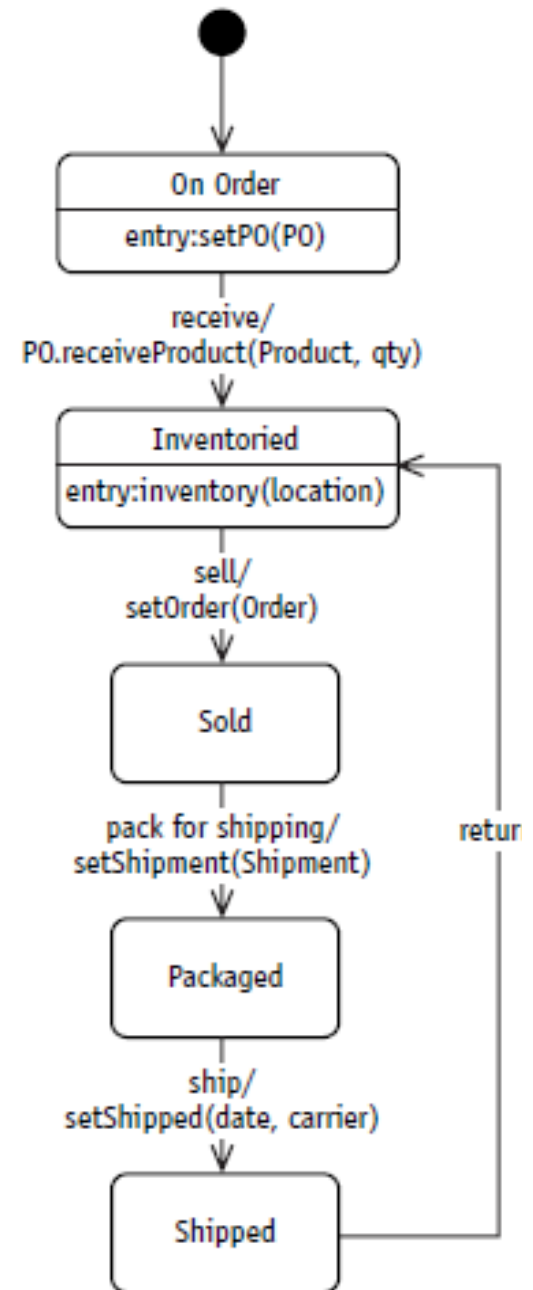 On Order
entry:setPO(PO)
receive/
PO.receiveProduct(Product, qty)
Inventoried
entry:inventory(location)
sell/
setOrder(Order)
Sold
pack for shipping/
setShipment(Shipment)
retur
Packaged
ship/
setShipped(date, carrier)
Shipped